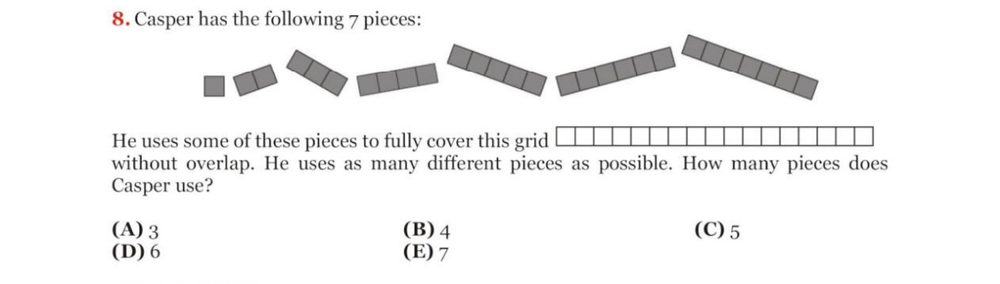 8. Casper has the following 7 pieces:
He uses some of these pieces to fully cover this grid
without overlap. He uses as many different pieces as possible. How many pieces does
Casper use?
(A) 3 (B) 4 (C) 5
(D) 6 (E) 7